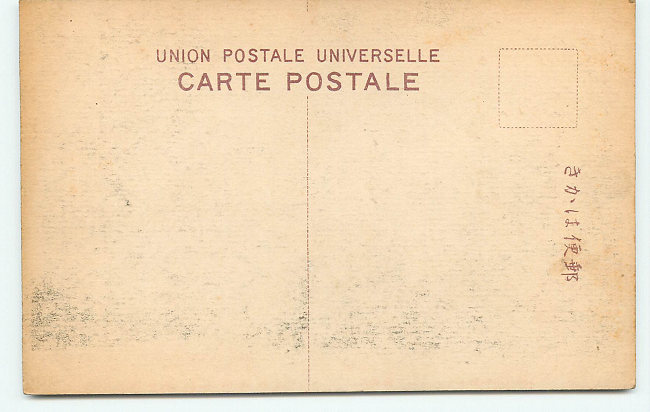 UNION POSTALE UNIVERSELLE
CARTE POSTALE
きかは便郵